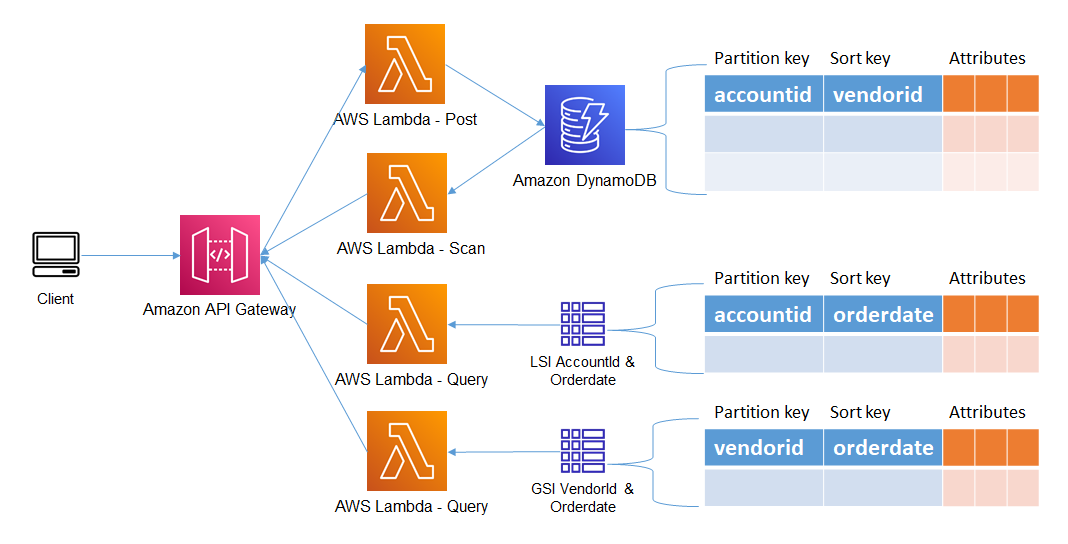 Partition key Sort key Attributes
accountid vendorid
AWS Lambda - Post
Amazon DynamoDB
AWS Lambda - Scan
Client
Amazon API Gateway
</>
Partition key Sort key Attributes
accountid orderdate
LSI AccountId &
Orderdate
AWS Lambda - Query
Partition key Sort key Attributes
vendorid orderdate
GSI VendorId &
Orderdate
AWS Lambda - Query